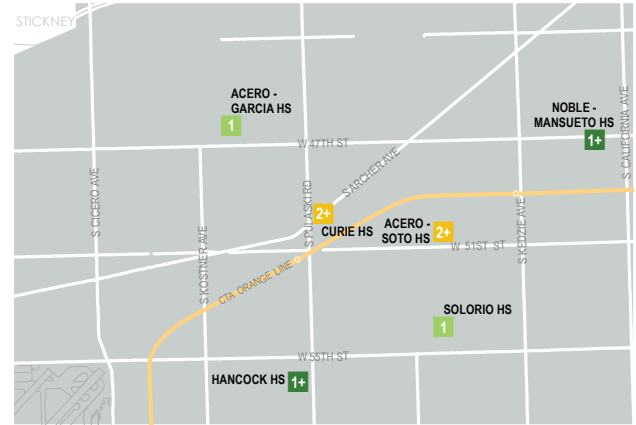 STICKNEY
ACERO -
GARCIA HS
1
NOBLE -
MANSUETO HS
1+
W 47TH ST
S CALIFORNIA AVE
S CICERO AVE
S KOSTNER AVE
S PULASKI RD
S ARCHER AVE
S KEDZIE AVE
2+
CURIE HS
ACERO -
SOTO HS
2+
W 51ST ST
CTA ORANGE LINE
SOLORIO HS
1
W 55TH ST
HANCOCK HS
1+